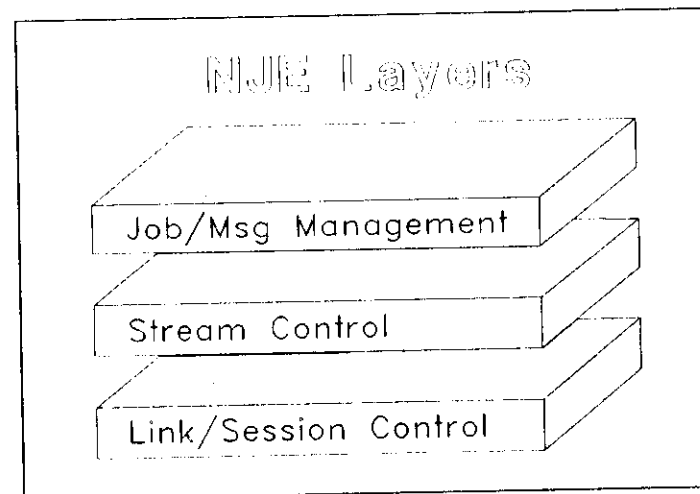 NJE Layers
Job/Msg Management
Stream Control
Link/Session Control